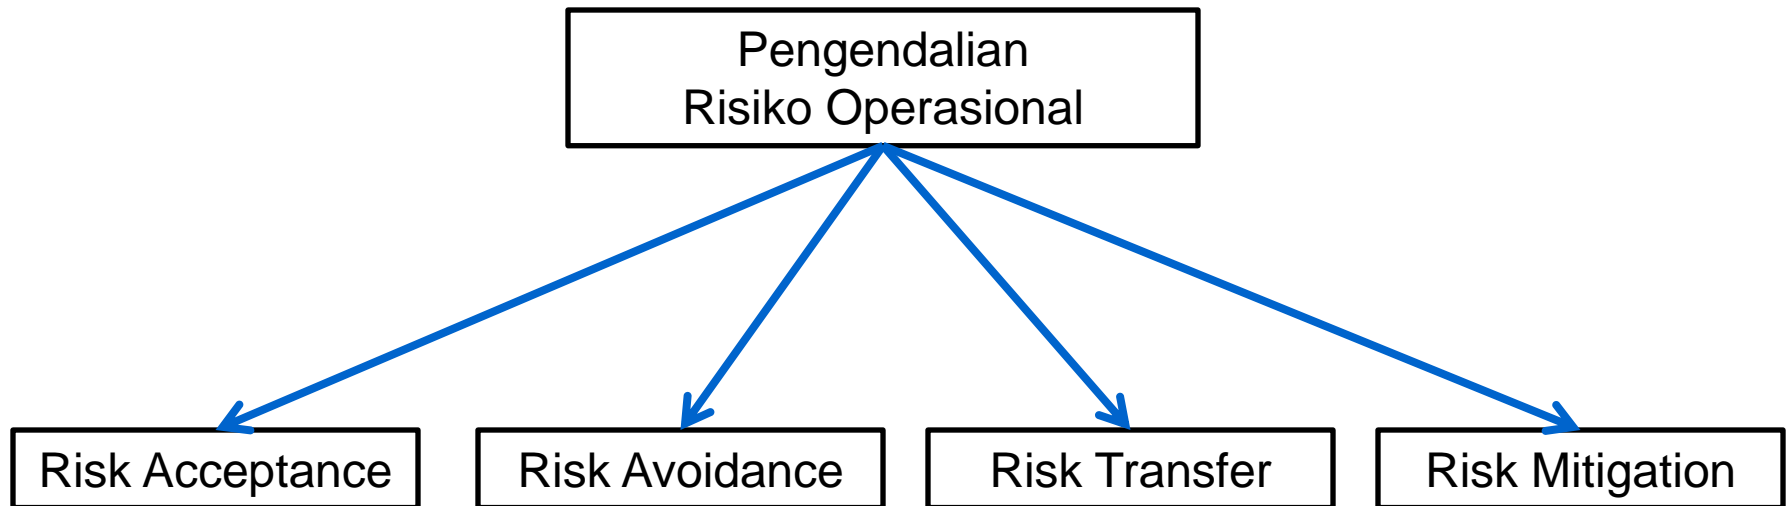 Pengendalian
Risiko Operasional
Risk Acceptance
Risk Avoidance
Risk Transfer
Risk Mitigation